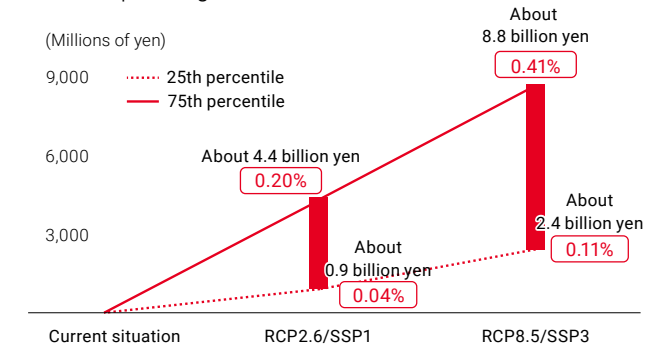 About
8.8 billion yen
0.41%
(Millions of yen)
9,000
25th percentile
75th percentile
6,000
About 4.4 billion yen
0.20%
About
2.4 billion yen
0.11%
3,000
About
0.9 billion yen
0.04%
Current situation
RCP2.6/SSP1
RCP8.5/SSP3